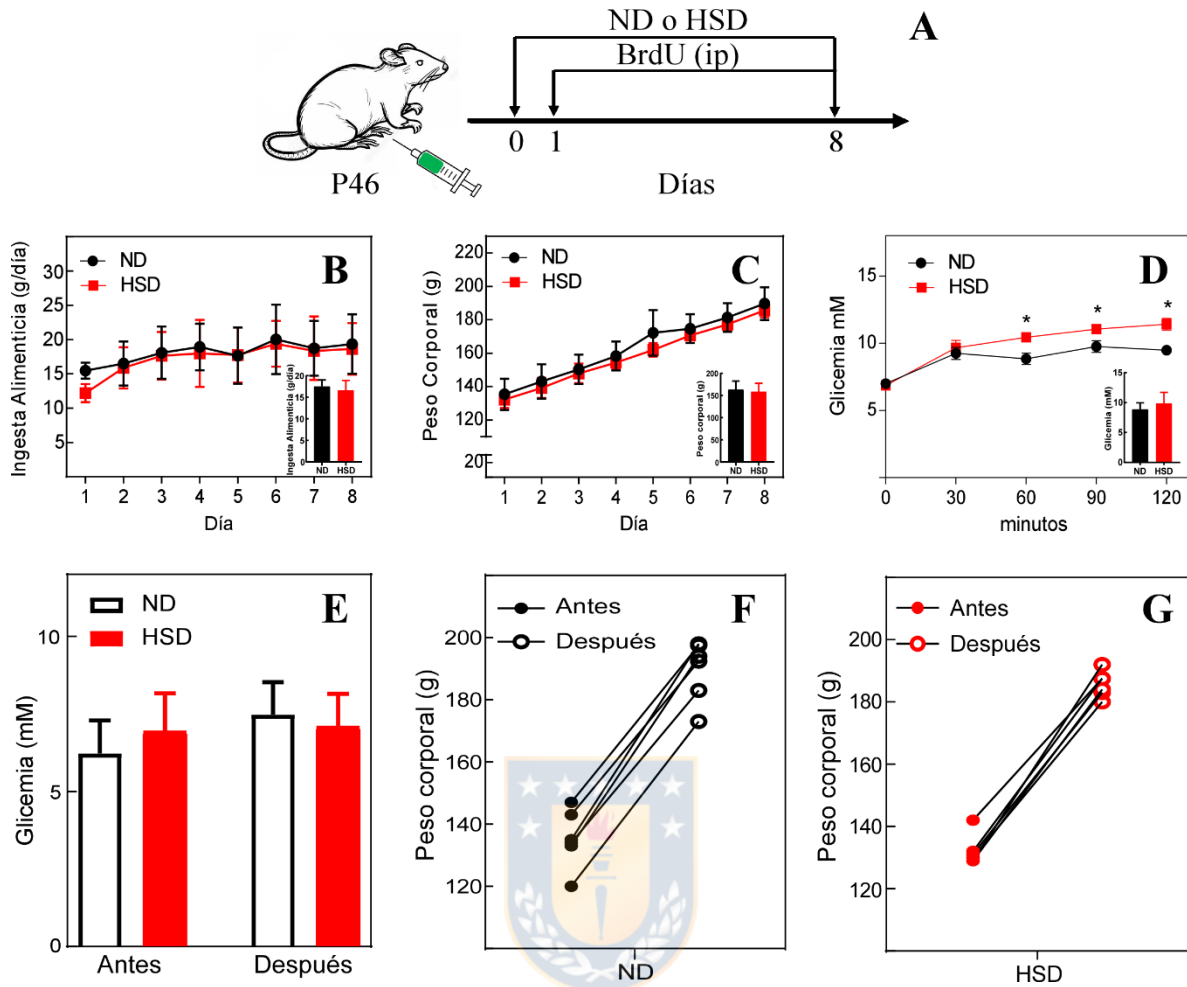 ND o HSD
A
BrdU (ip)
0 1 8
P46
Días
Ingesta Alimenticia (g/día)
35
30
25
20
15
10
5
ND
HSD
B
Ingesta Alimenticia (g/día)
20
15
10
5
0
ND HSD
1 2 3 4 5 6 7 8
Día
Peso Corporal (g)
220
200
180
160
140
120
20
ND
HSD
C
Peso corporal (g)
200
150
100
50
0
ND HSD
1 2 3 4 5 6 7 8
Día
Glicemia mM
15
10
5
ND
HSD
D
* * *
Glicemia (mM)
15
10
5
0
ND HSD
0 30 60 90 120
minutos
Glicemia (mM)
10
5
0
ND
HSD
E
Antes Después
Peso corporal (g)
200
180
160
140
120
Antes
Después
F
ND
Peso corporal (g)
200
180
160
140
120
Antes
Después
G
HSD